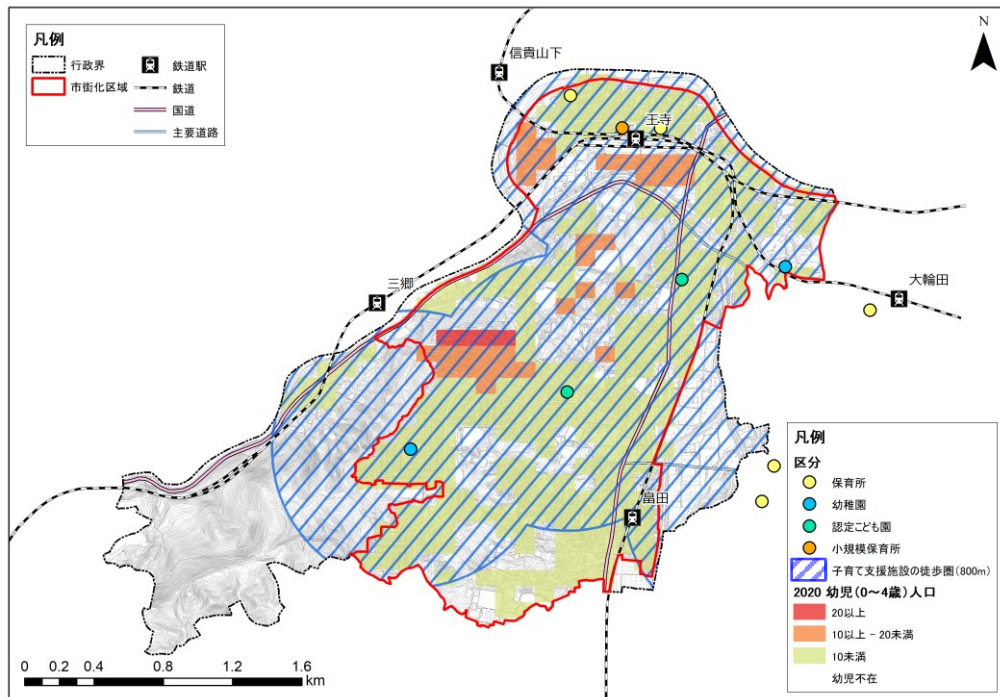 凡例
行政界
市街化区域
鉄道駅
鉄道
国道
主要道路
N
信貴山下
王寺
三郷
大輪田
畠田
凡例
区分
保育所
幼稚園
認定こども園
小規模保育所
子育て支援施設の徒歩圏(800m)
2020 幼児(0~4歳)人口
20以上
10以上 - 20未満
10未満
幼児不在
0 0.2 0.4 0.8 1.2 1.6
km